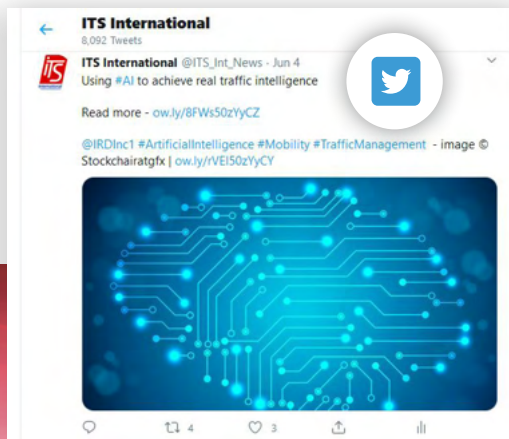 ITS International
8,092 Tweets
iTS
ITS International @ITS_Int_News - Jun 4
Using #AI to achieve real traffic intelligence
Read more - ow.ly/8FWs50zYyCZ
@IRDInc1 #ArtificialIntelligence #Mobility #TrafficManagement - image ©
Stockchairatgfx | ow.ly/rVEI50zYyCY
4
3